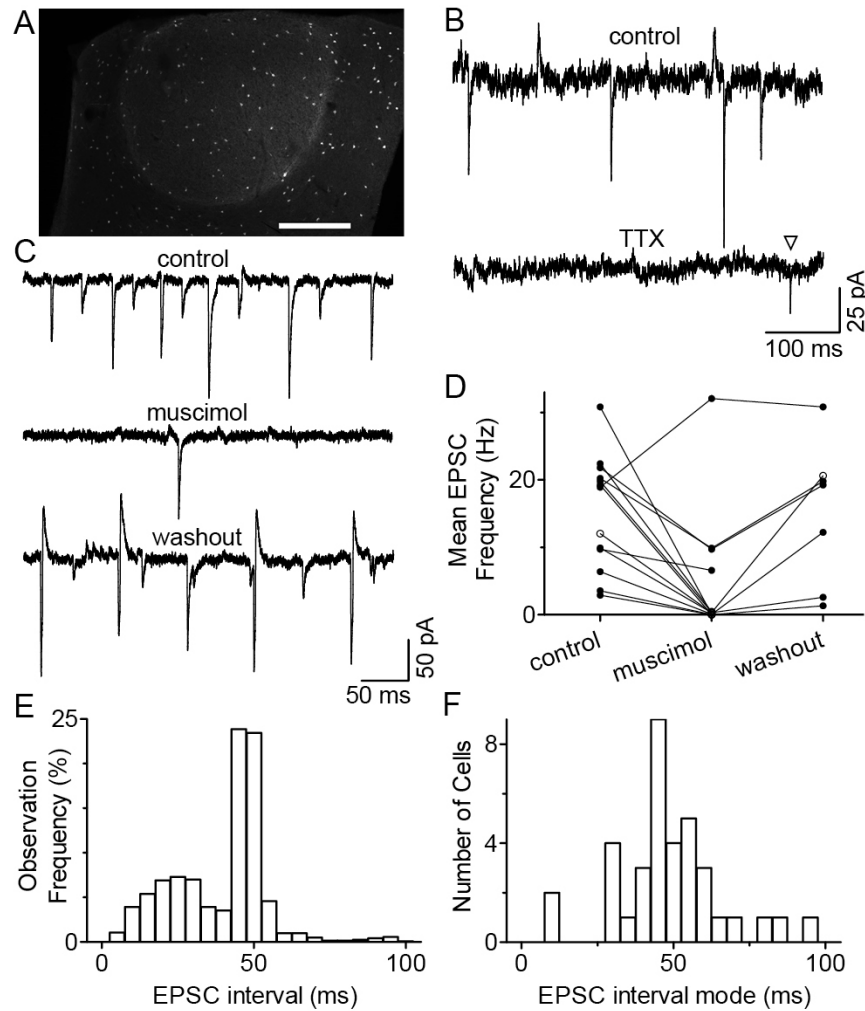 A
B
control
TTX
25 pA
100 ms
C
control
muscimol
washout
50 pA
50 ms
D
Mean EPSC
Frequency (Hz)
20
0
control
muscimol
washout
E
Observation
Frequency (%)
25
0
0
50
100
EPSC interval (ms)
F
Number of Cells
8
4
0
0
50
100
EPSC interval mode (ms)